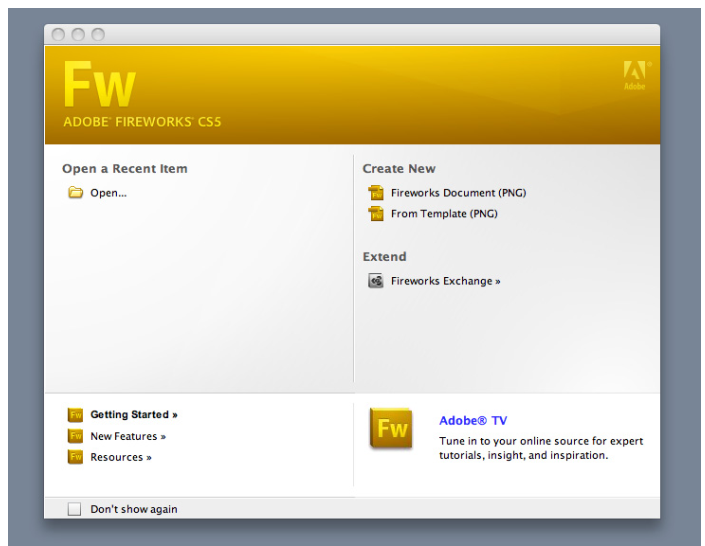 Fw
ADOBE® FIREWORKS® CS5
Adobe
Open a Recent Item
Open...
Create New
Fireworks Document (PNG)
From Template (PNG)
Extend
Fireworks Exchange »
Getting Started »
New Features »
Resources »
Fw
Adobe® TV
Tune in to your online source for expert
tutorials, insight, and inspiration.
Don't show again